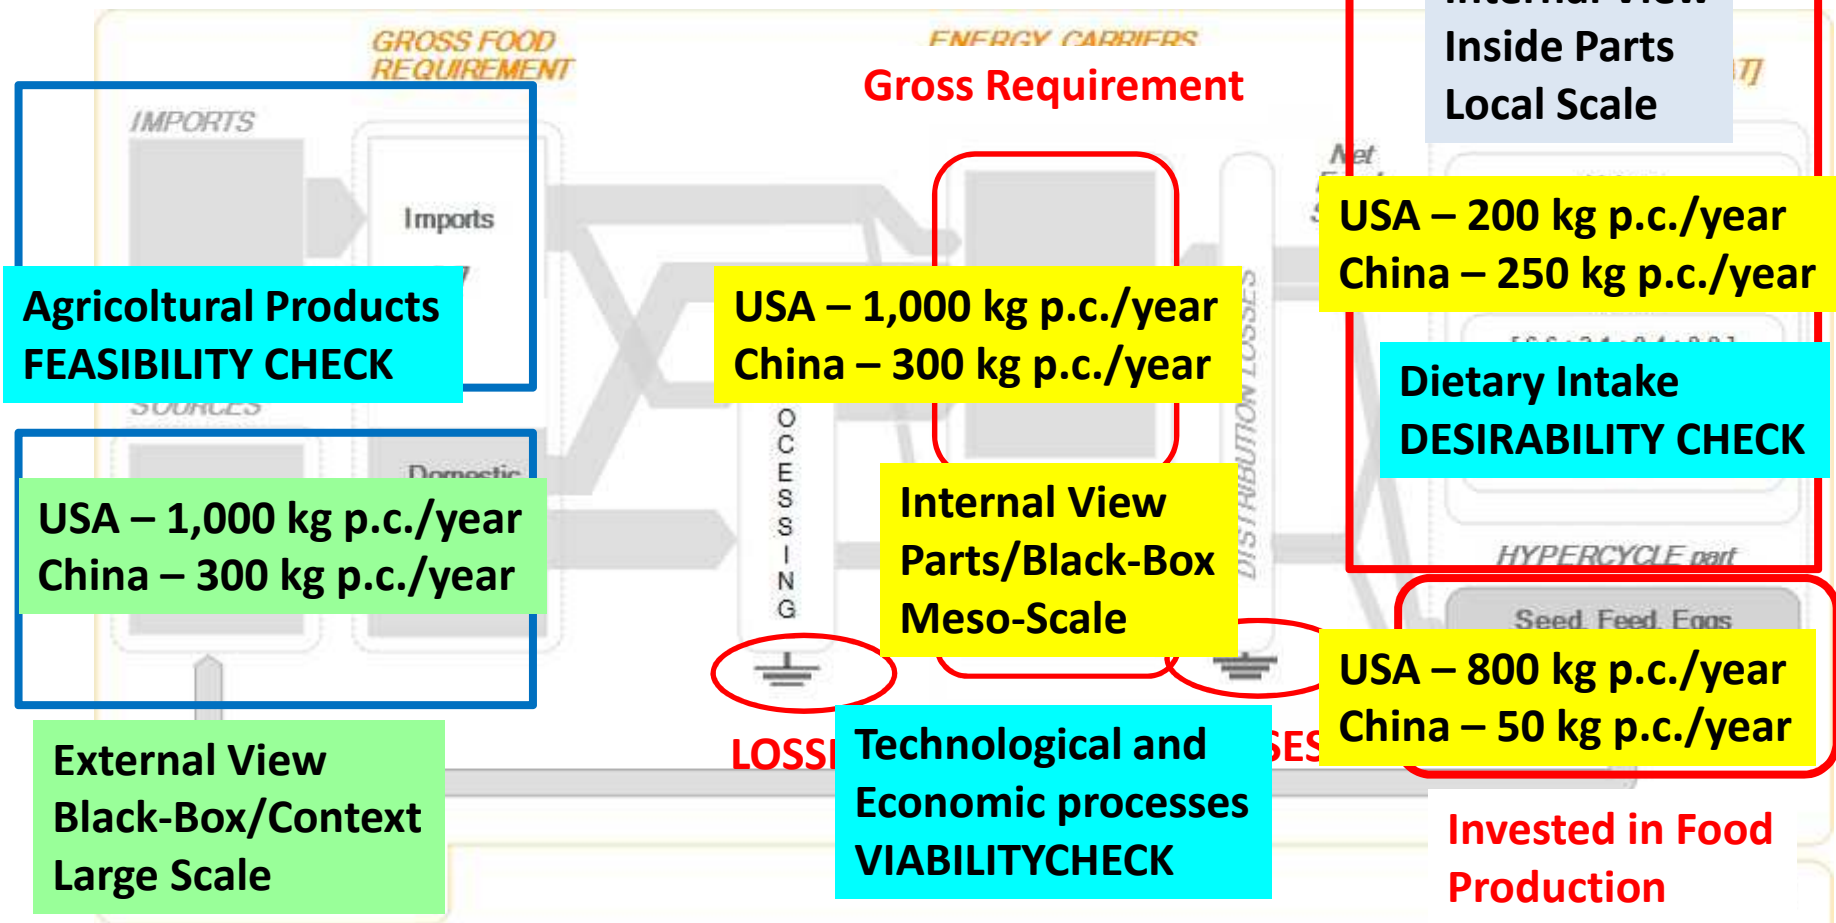 GROSS FOOD
REQUIREMENT
ENERGY CARRIERS
Gross Requirement
Internal View
Inside Parts
Local Scale
IMPORTS
Imports
Net
USA – 200 kg p.c./year
China – 250 kg p.c./year
Agricoltural Products
FEASIBILITY CHECK
USA – 1,000 kg p.c./year
China – 300 kg p.c./year
Dietary Intake
DESIRABILITY CHECK
SOURCES
Domestic
OCESSING
DISTRIBUTION LOSSES
USA – 1,000 kg p.c./year
China – 300 kg p.c./year
Internal View
Parts/Black-Box
Meso-Scale
HYPERCYCLE part
Seed, Feed, Eggs
USA – 800 kg p.c./year
China – 50 kg p.c./year
External View
Black-Box/Context
Large Scale
LOSS
SES
Technological and
Economic processes
VIABILITYCHECK
Invested in Food
Production